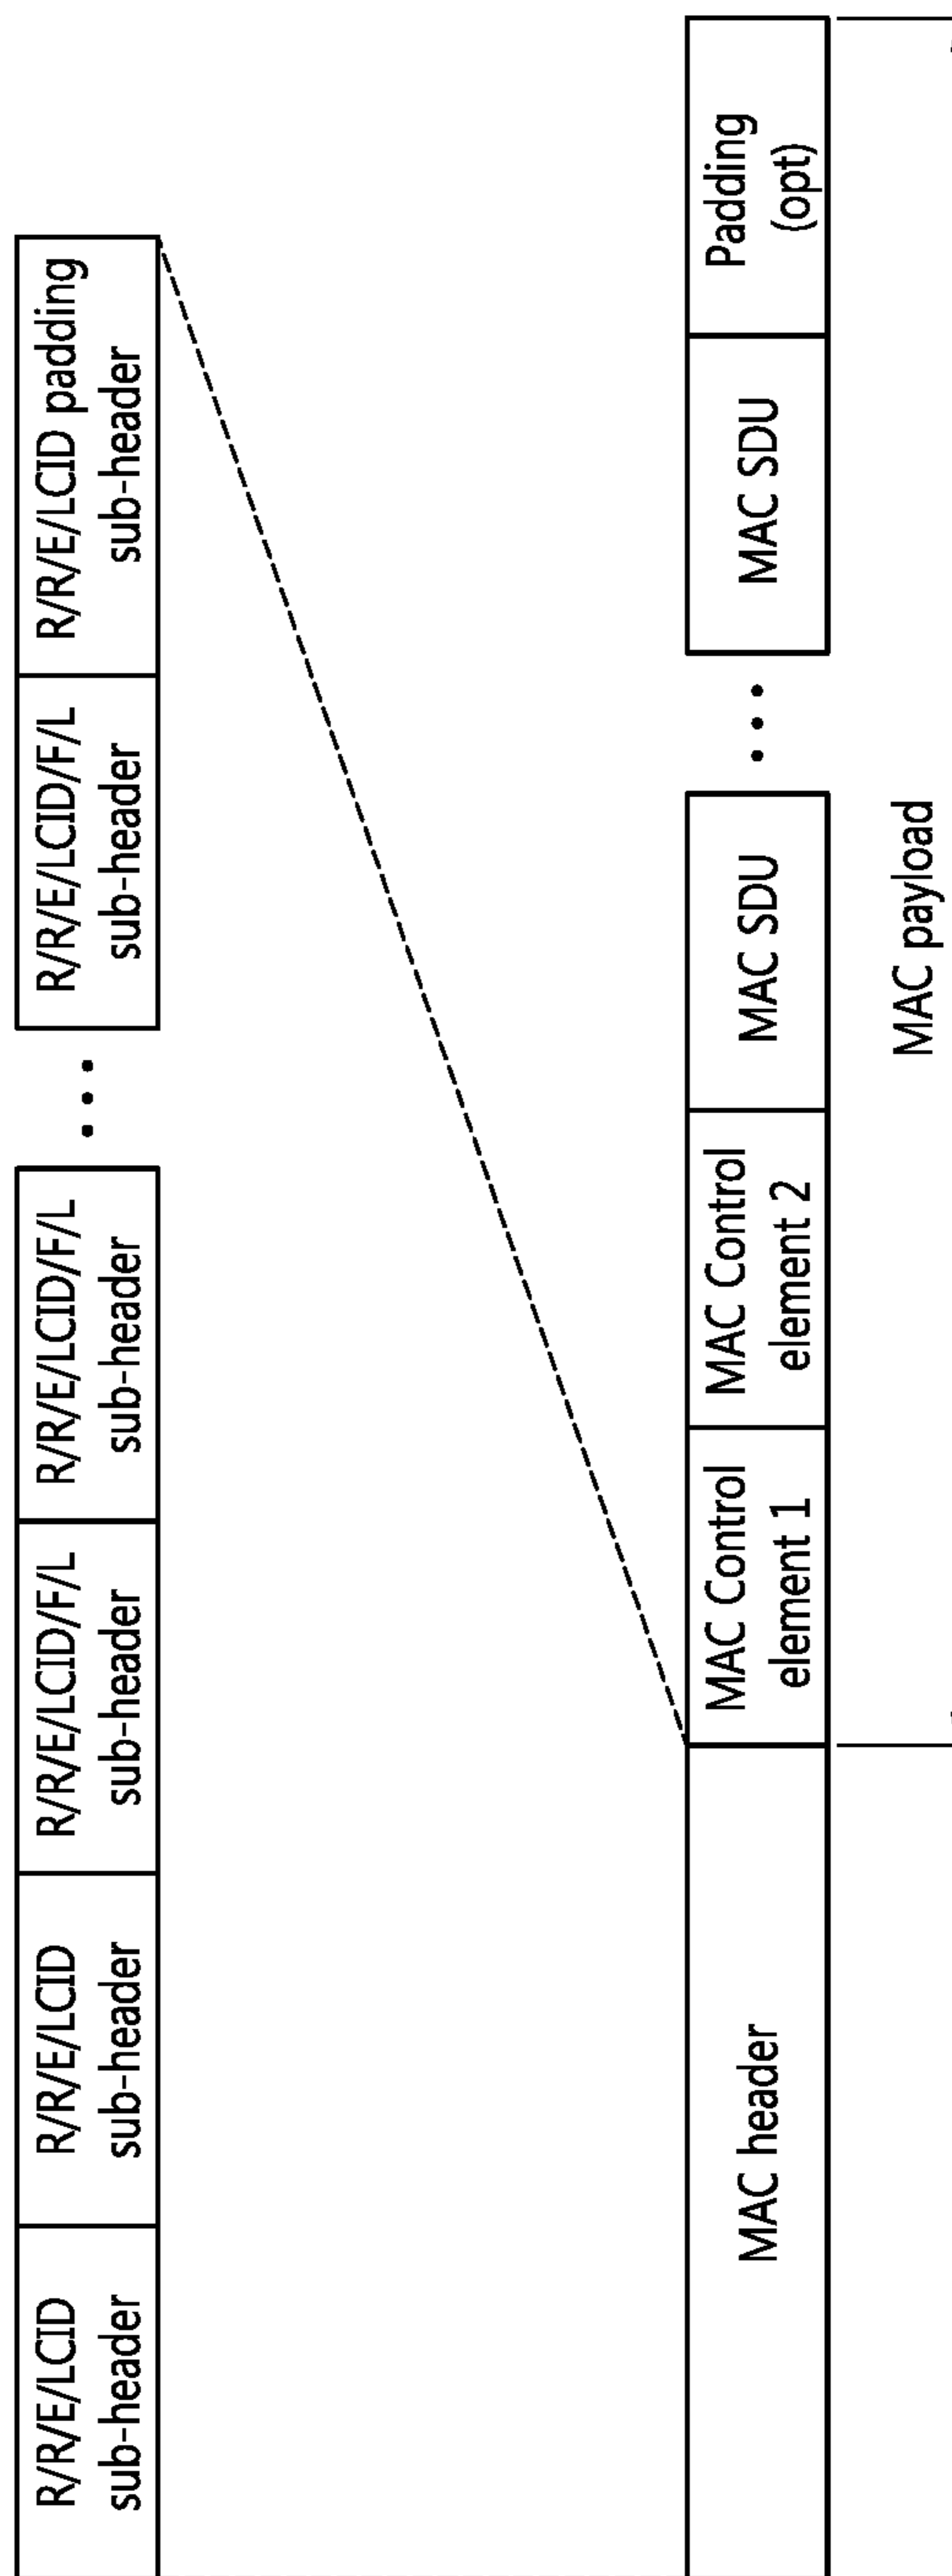 R/R/E/LCID
sub-header
R/R/E/LCID
sub-header
R/R/E/LCID/F/L
sub-header
R/R/E/LCID/F/L
sub-header
...
R/R/E/LCID/F/L
sub-header
R/R/E/LCID padding
sub-header
MAC header
MAC Control
element 1
MAC Control
element 2
MAC SDU
...
MAC SDU
Padding
(opt)
MAC payload